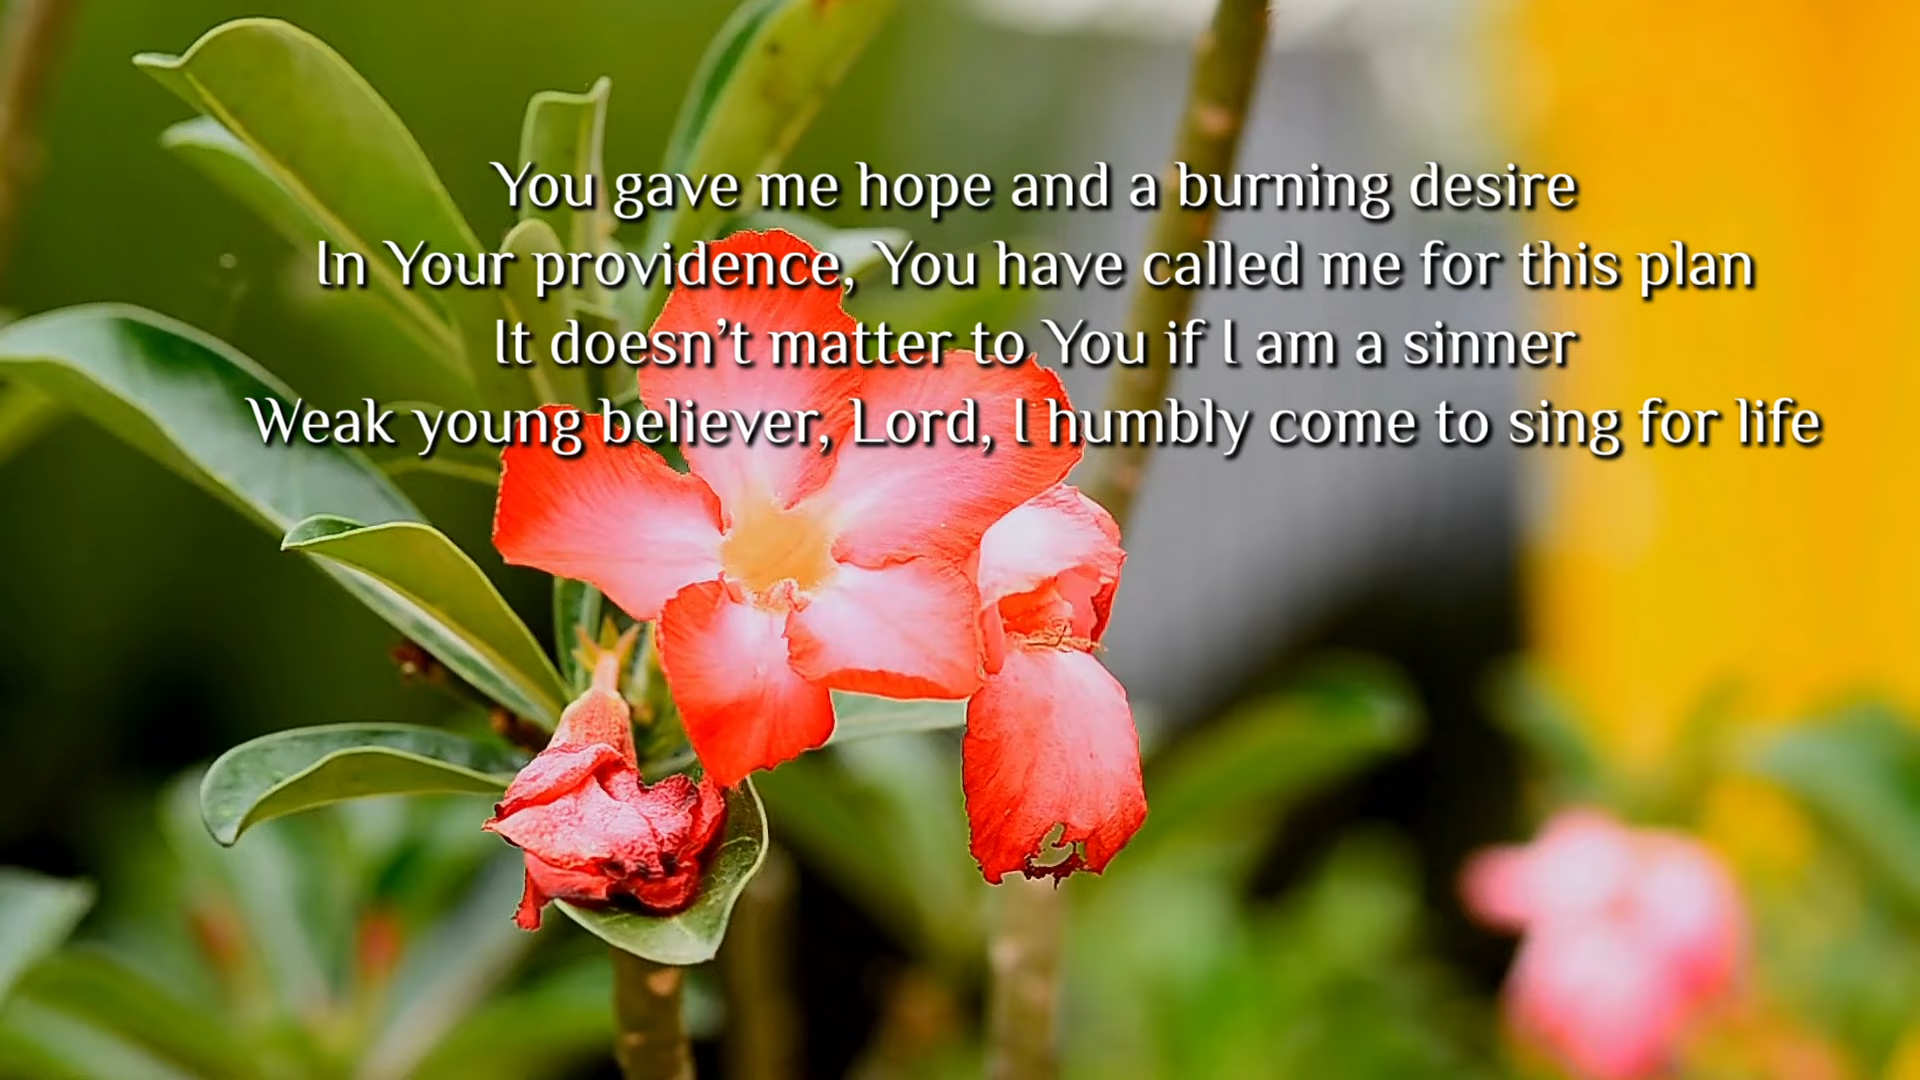 You gave me hope and a burning desire
In Your providence, You have called me for this plan
It doesn’t matter to You if I am a sinner
Weak young believer, Lord, I humbly come to sing for life